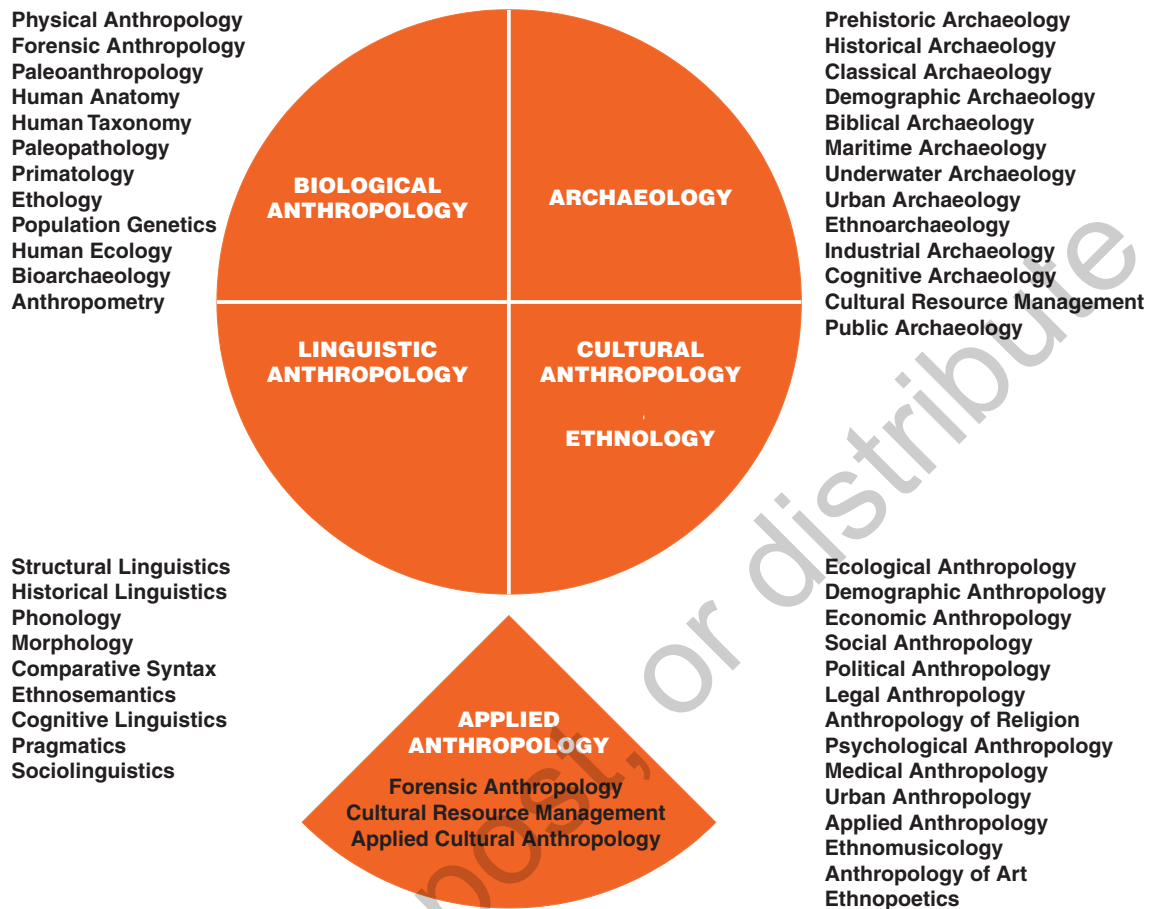 Physical Anthropology
Forensic Anthropology
Paleoanthropology
Human Anatomy
Human Taxonomy
Paleopathology
Primatology
Ethology
Population Genetics
Human Ecology
Bioarchaeology
Anthropometry
BIOLOGICAL
ANTHROPOLOGY
ARCHAEOLOGY
Prehistoric Archaeology
Historical Archaeology
Classical Archaeology
Demographic Archaeology
Biblical Archaeology
Maritime Archaeology
Underwater Archaeology
Urban Archaeology
Ethnoarchaeology
Industrial Archaeology
Cognitive Archaeology
Cultural Resource Management
Public Archaeology
LINGUISTIC
ANTHROPOLOGY
CULTURAL
ANTHROPOLOGY
ETHNOLOGY
Structural Linguistics
Historical Linguistics
Phonology
Morphology
Comparative Syntax
Ethnosemantics
Cognitive Linguistics
Pragmatics
Sociolinguistics
APPLIED
ANTHROPOLOGY
Forensic Anthropology
Cultural Resource Management
Applied Cultural Anthropology
Ecological Anthropology
Demographic Anthropology
Economic Anthropology
Social Anthropology
Political Anthropology
Legal Anthropology
Anthropology of Religion
Psychological Anthropology
Medical Anthropology
Urban Anthropology
Applied Anthropology
Ethnomusicology
Anthropology of Art
Ethnopoetics
post, or distribute